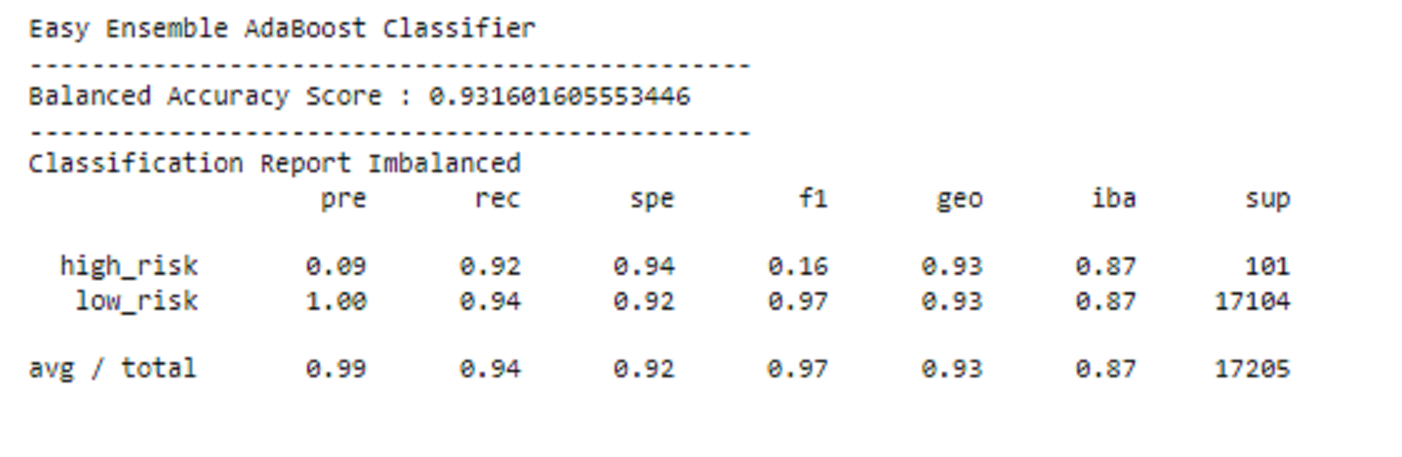 Easy Ensemble AdaBoost Classifier
-----------------------------------------------
Balanced Accuracy Score : 0.931601605553446
-----------------------------------------------
Classification Report Imbalanced
                   pre       rec       spe        f1       geo       iba       sup

  high_risk       0.09      0.92      0.94      0.16      0.93      0.87       101
   low_risk       1.00      0.94      0.92      0.97      0.93      0.87     17104

avg / total       0.99      0.94      0.92      0.97      0.93      0.87     17205